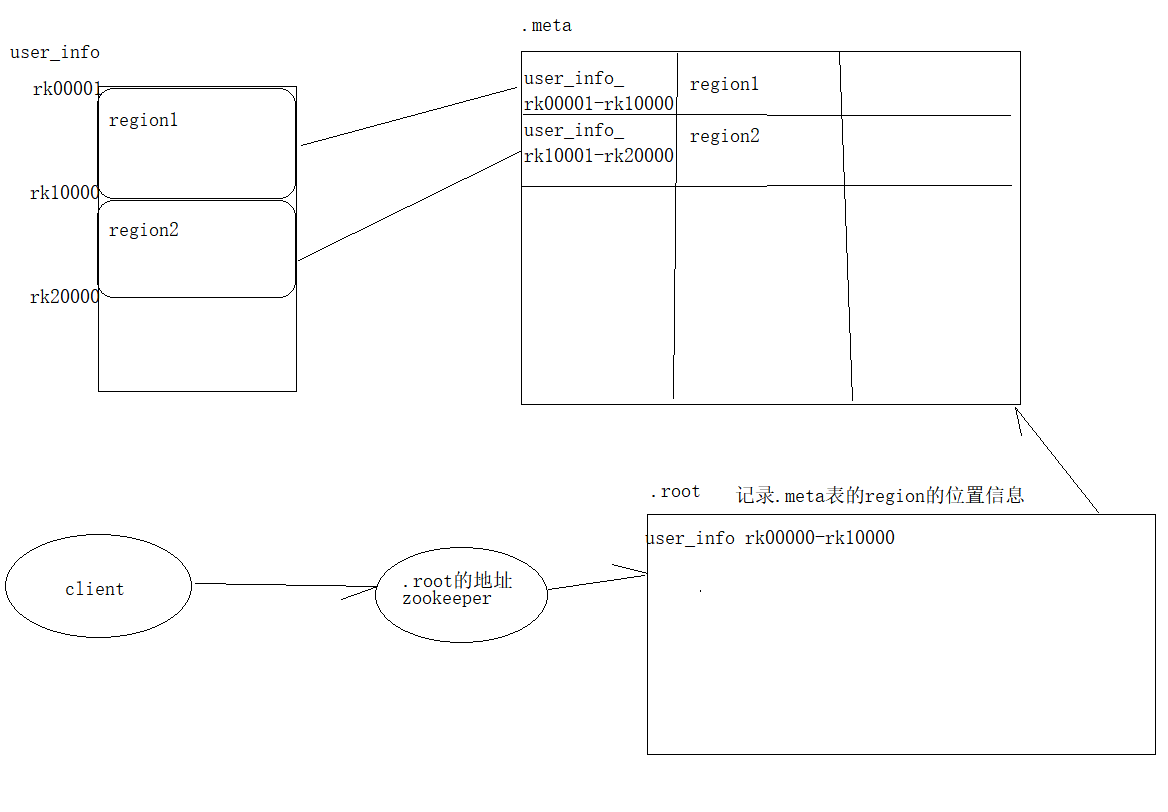 user_info
rk00001
region1
rk10000
region2
rk20000
.meta
user_info_
rk00001-rk10000
region1
user_info_
rk10001-rk20000
region2
.root
记录.meta表的region的位置信息
user_info rk00000-rk10000
client
.root的地址
zookeeper